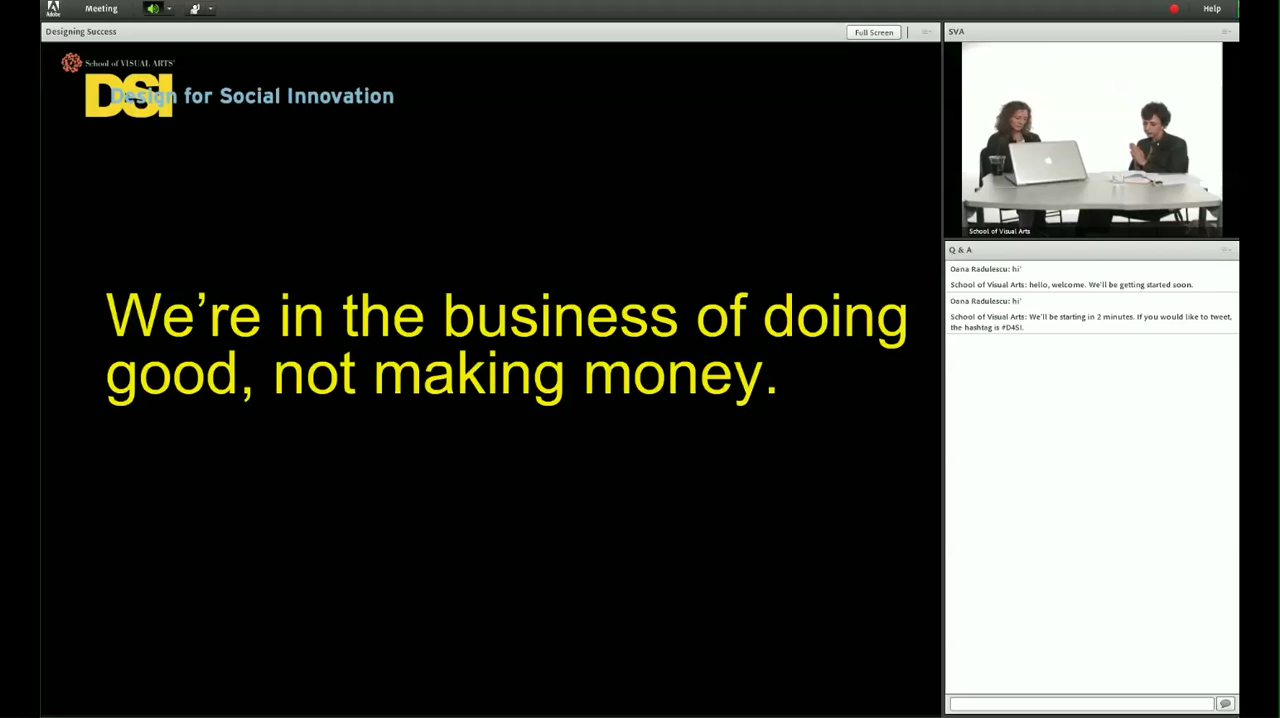 Adobe
Meeting
Help
Designing Success
Full Screen
SVA
School of VISUAL ARTS
DSI
Design for Social Innovation
We’re in the business of doing
good, not making money.
School of Visual Arts
Q & A
Oana Radulescu: hi'
School of Visual Arts: hello, welcome. We'll be getting started soon.
Oana Radulescu: hi'
School of Visual Arts: We'll be starting in 2 minutes. If you would like to tweet,
the hashtag is #D4SI.